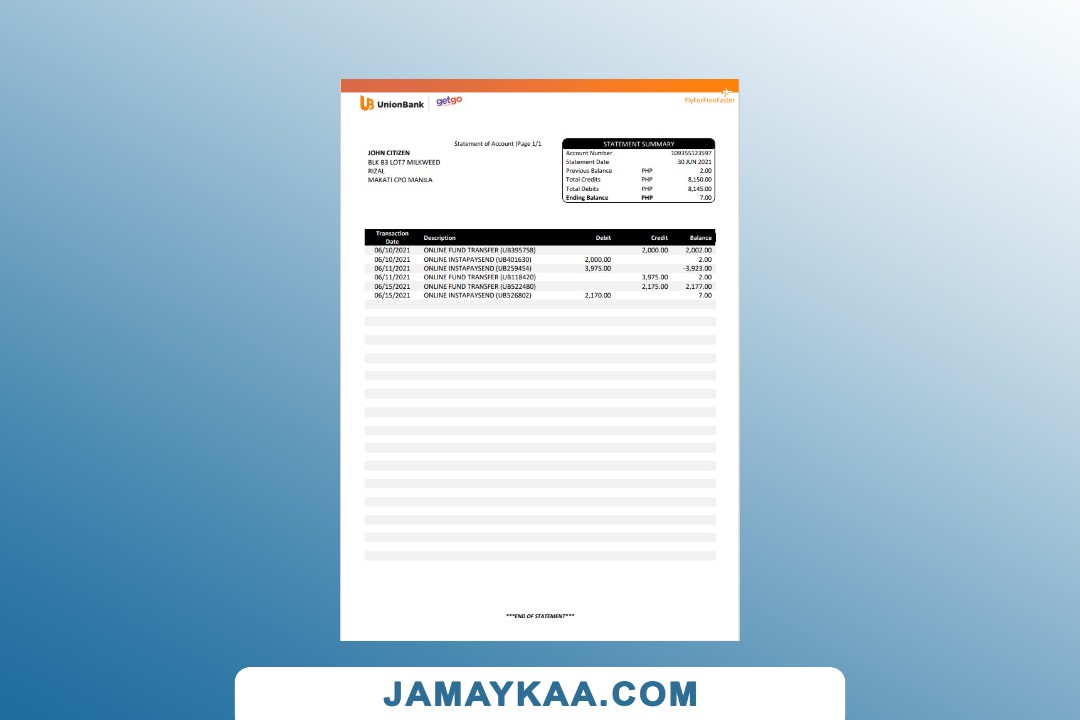 UnionBank getgo FlyForFreeFaster
Statement of Account |Page 1/1
JOHN CITIZEN
BLK B3 LOT7 MILKWEED
RIZAL
MAKATI CPO MANILA
STATEMENT SUMMARY
Account Number 109355123597
Statement Date 30 JUN 2021
Previous Balance PHP 2.00
Total Credits PHP 8,150.00
Total Debits PHP 8,145.00
Ending Balance PHP 7.00
Transaction Date Description Debit Credit Balance
06/10/2021 ONLINE FUND TRANSFER (UB395758) 2,000.00 2,002.00
06/10/2021 ONLINE INSTAPAYSEND (UB401630) 2,000.00 2.00
06/11/2021 ONLINE INSTAPAYSEND (UB259454) 3,975.00 -3,923.00
06/11/2021 ONLINE FUND TRANSFER (UB118420) 3,975.00 2.00
06/15/2021 ONLINE FUND TRANSFER (UB522480) 2,175.00 2,177.00
06/15/2021 ONLINE INSTAPAYSEND (UB526802) 2,170.00 7.00
***END OF STATEMENT***
JAMAYKAA.COM